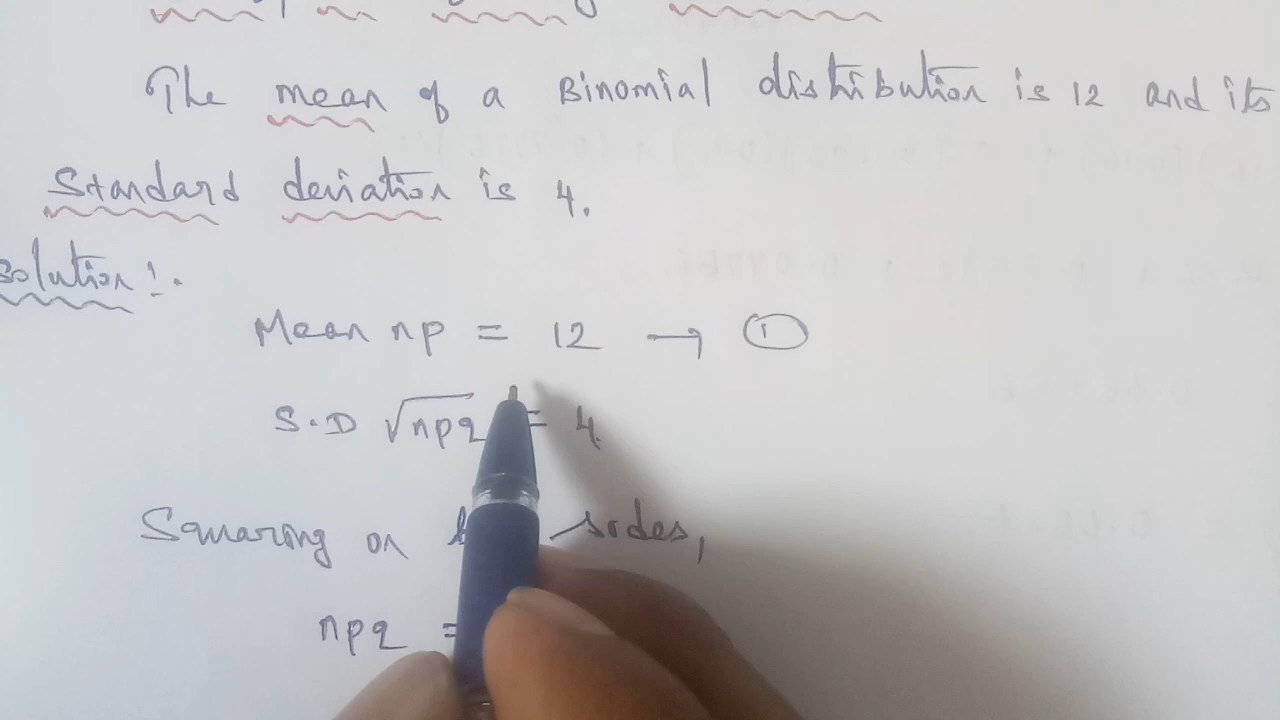 The mean of a Binomial distribution is 12 and its
Standard deviation is 4.
Solution :-
Mean np = 12 → ①
S.D √npq = 4
Squaring on sides,
npq =